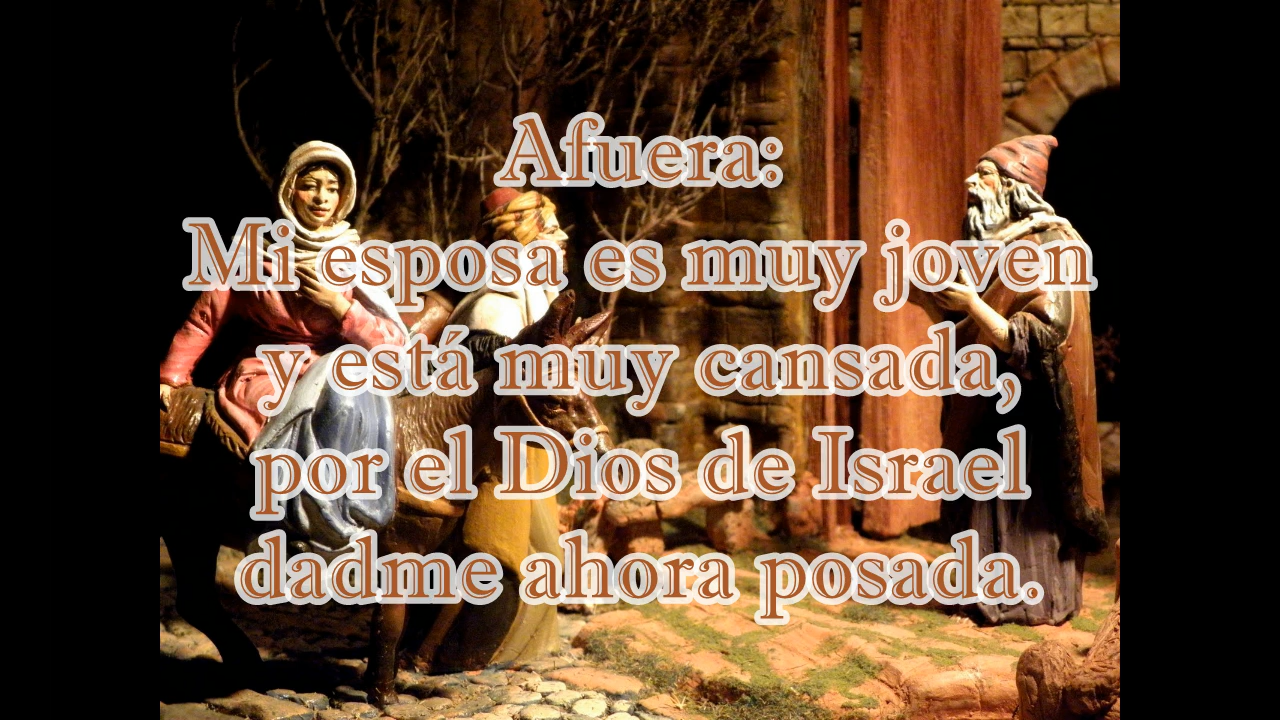 Afuera:
Mi esposa es muy joven
y está muy cansada,
por el Dios de Israel
dadme ahora posada.